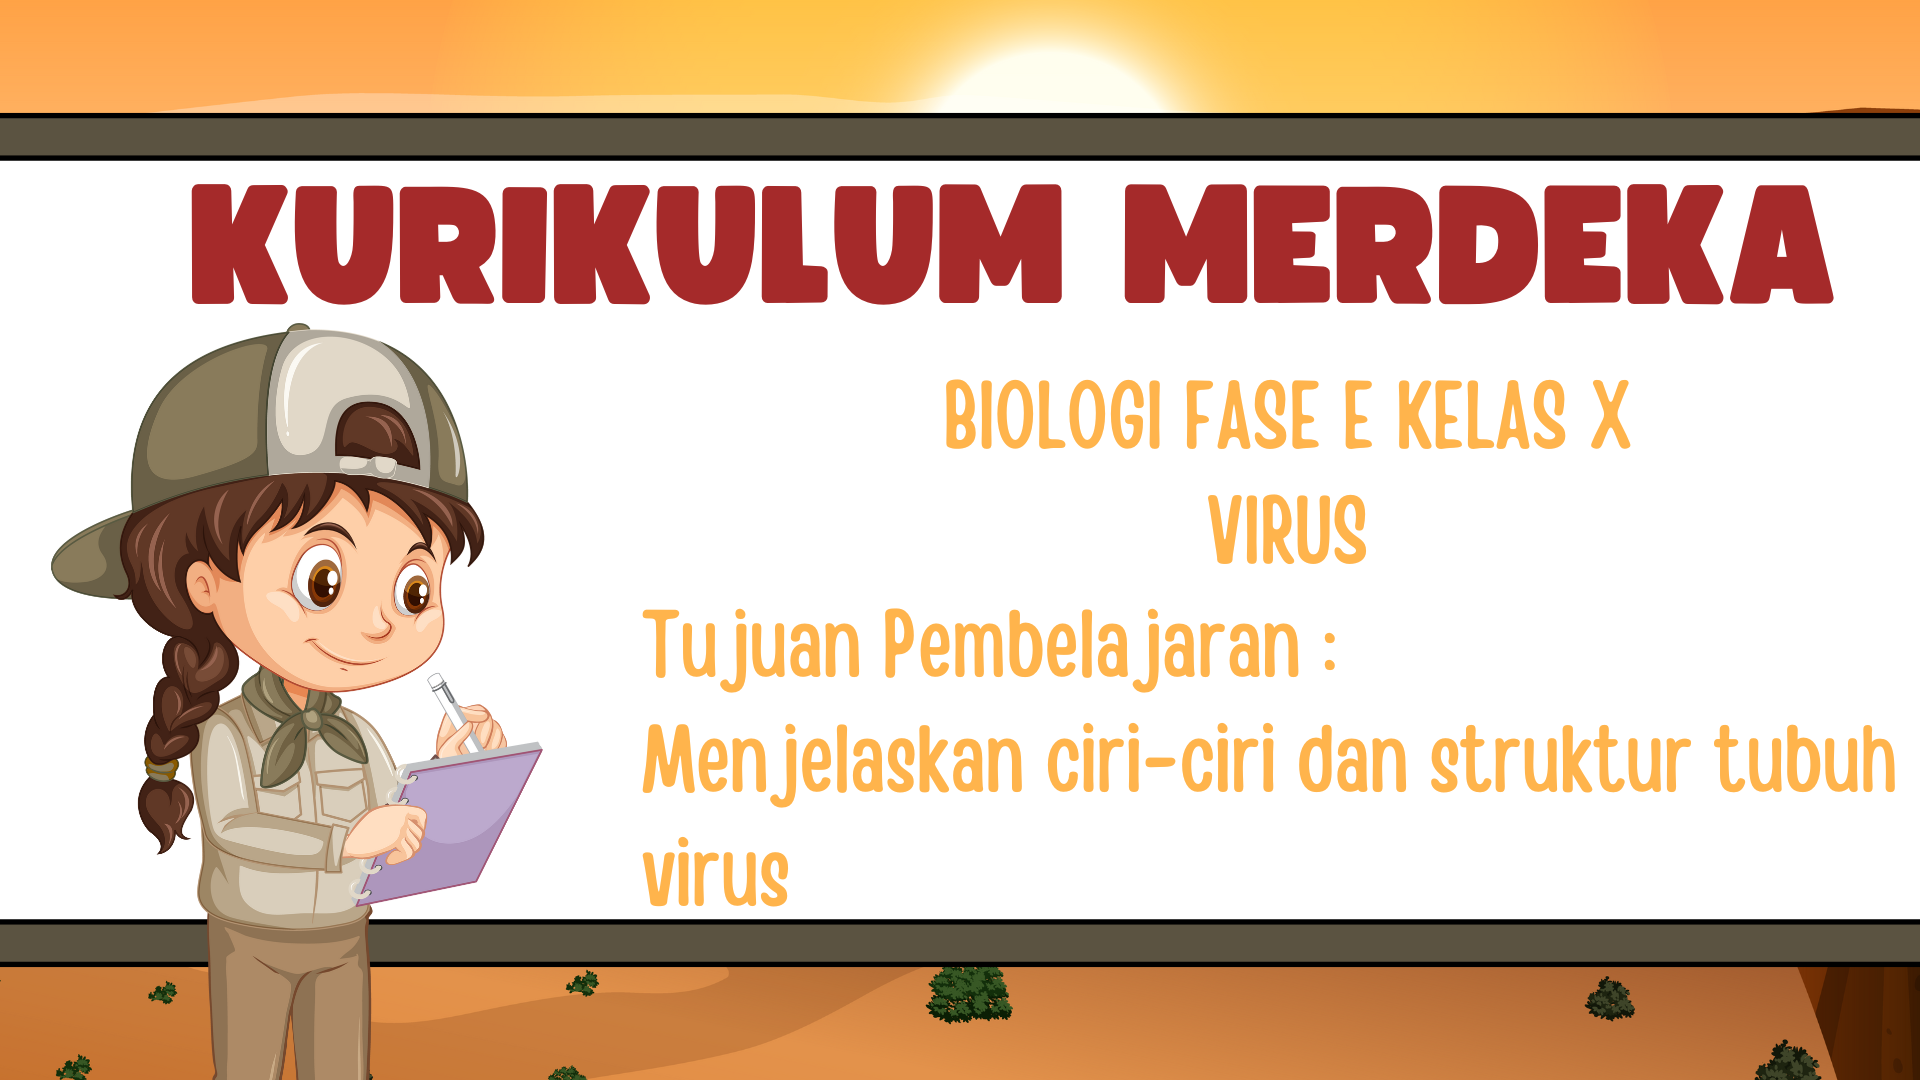 KURIKULUM MERDEKA
BIOLOGI FASE E KELAS X
VIRUS
Tujuan Pembelajaran :
Menjelaskan ciri-ciri dan struktur tubuh
virus